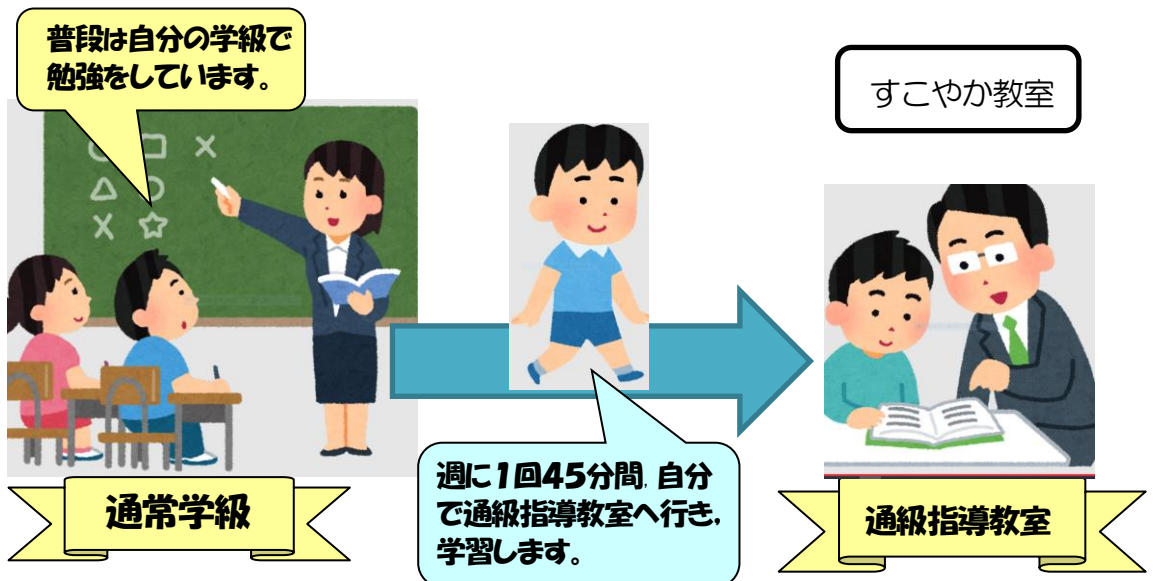 普段は自分の学級で
勉強をしています。
すこやか教室
週に1回45分間,自分
で通級指導教室へ行き,
学習します。
通常学級
通級指導教室